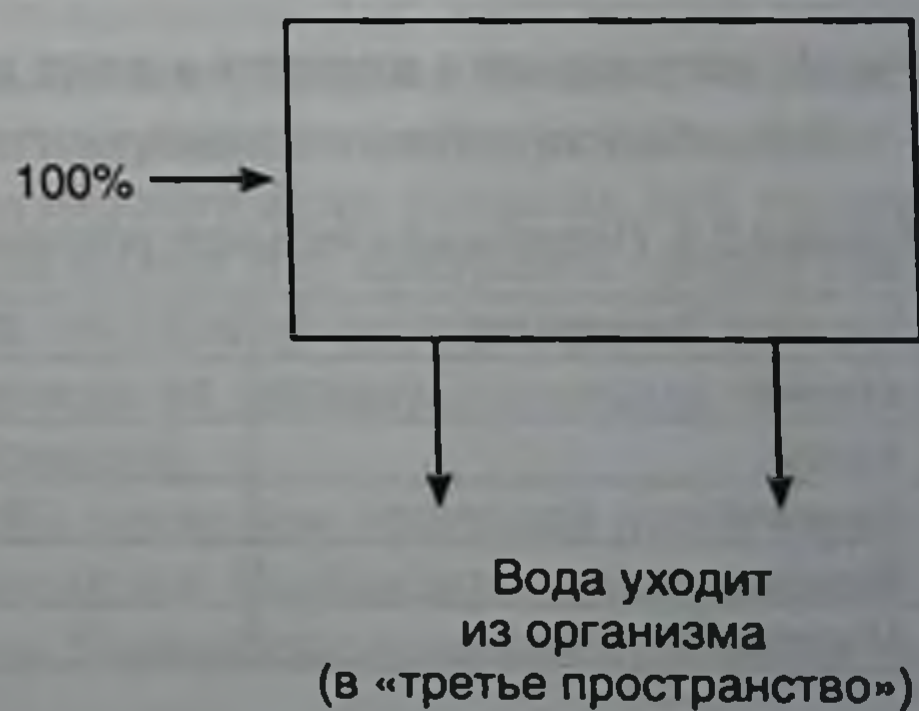 100%
Вода уходит
из организма
(в «третье пространство»)